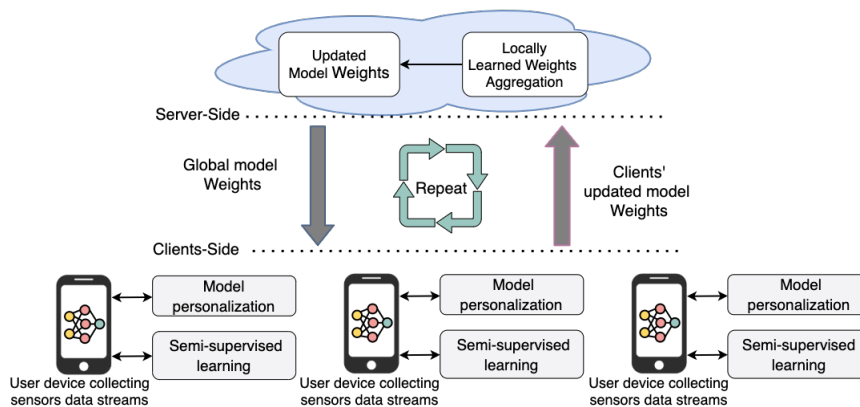 Updated
Model Weights
Locally
Learned Weights
Aggregation
Server-Side
Global model
Weights
Repeat
Clients'
updated model
Weights
Clients-Side
Model
personalization
Semi-supervised
learning
User device collecting
sensors data streams
Model
personalization
Semi-supervised
learning
User device collecting
sensors data streams
Model
personalization
Semi-supervised
learning
User device collecting
sensors data streams